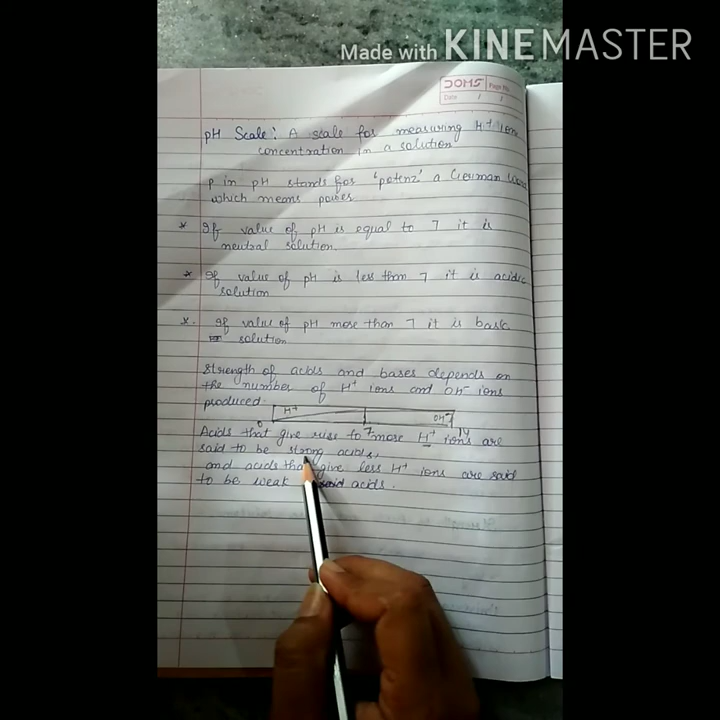 Made with KINEMASTER
DOMS Page No.
Date / /
pH Scale: A scale for measuring H+ ion
concentration in a solution
p in pH stands for 'potenz' a German word
which means power
* If value of pH is equal to 7 it is
neutral solution.
* If value of pH is less than 7 it is acidic
solution
* If value of pH more than 7 it is basic
solution
Strength of acids and bases depends on
the number of H+ ions and OH- ions
produced.
H+ OH-
0 7 14
Acids that give rise to more H+ ions are
said to be strong acids,
and acids that give less H+ ions are said
to be weak acids.